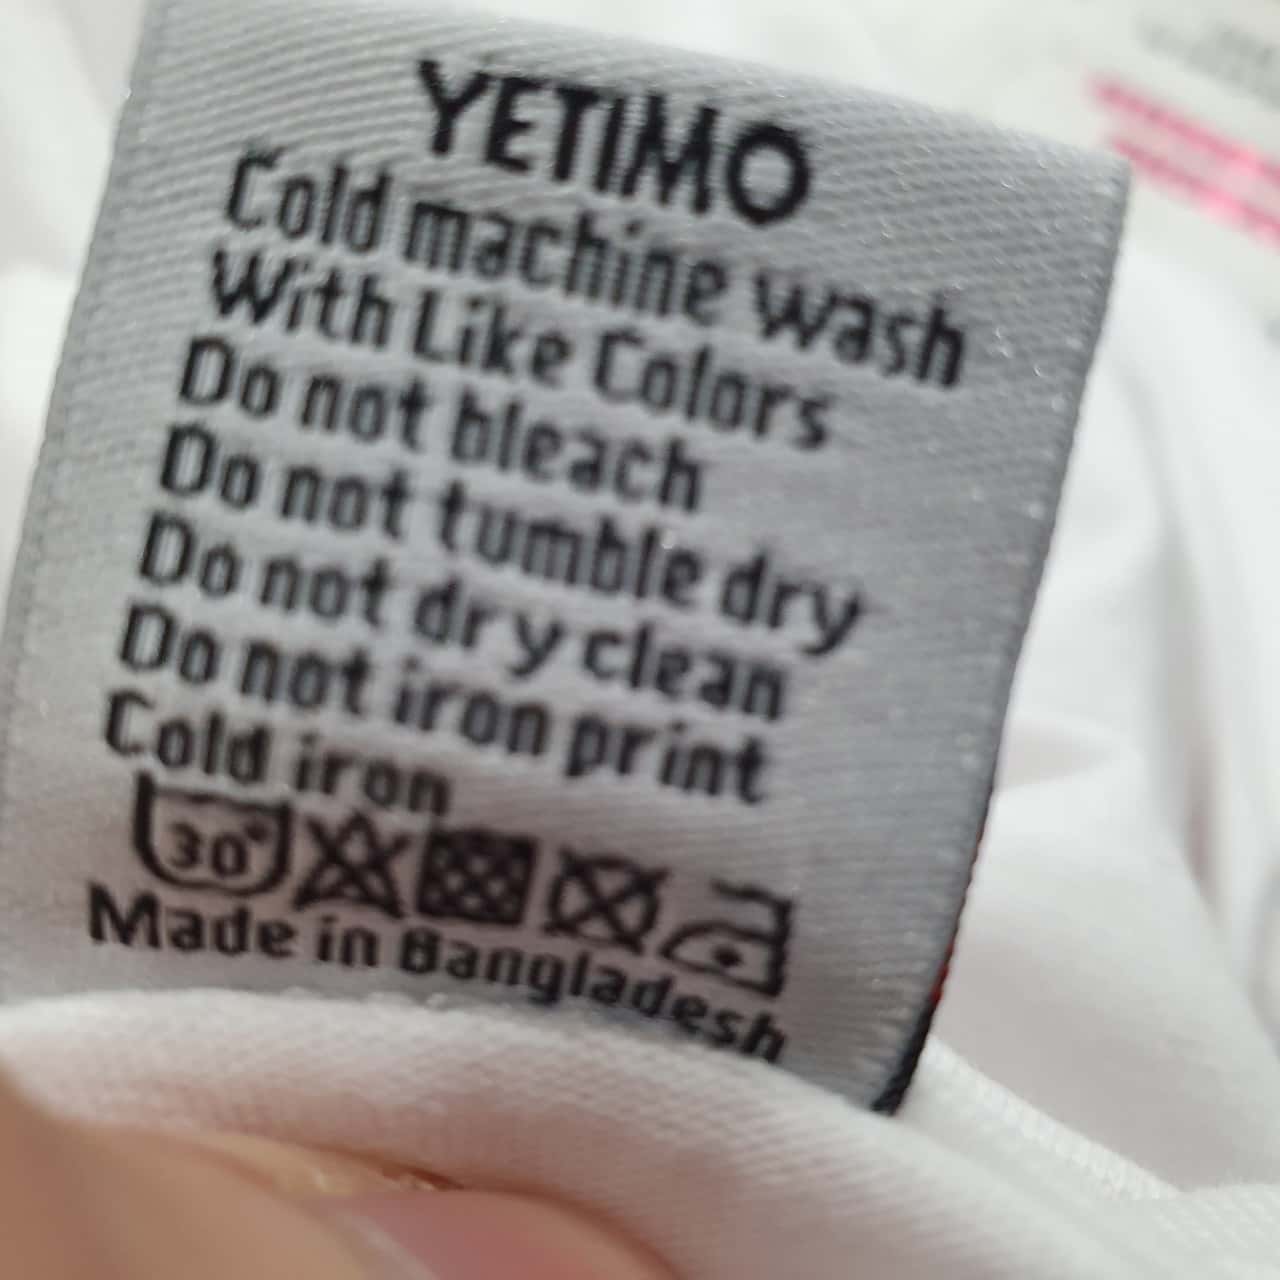 YETIMO
Cold machine wash
With Like Colors
Do not bleach
Do not tumble dry
Do not dry clean
Do not iron print
Cold iron
30°
Made in Bangladesh